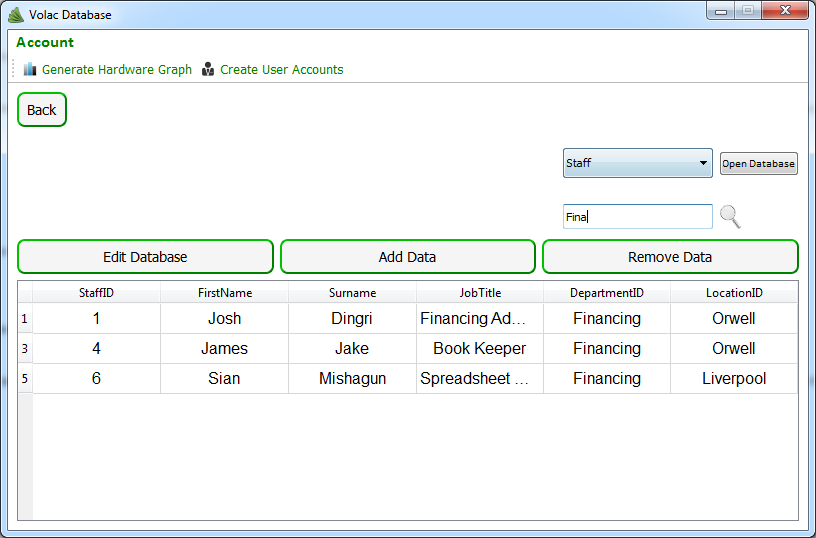 Volac Database
Account
Generate Hardware Graph Create User Accounts
Back
Staff Open Database
Fina
Edit Database Add Data Remove Data
StaffID FirstName Surname JobTitle DepartmentID LocationID
1 1 Josh Dingri Financing Ad... Financing Orwell
3 4 James Jake Book Keeper Financing Orwell
5 6 Sian Mishagun Spreadsheet ... Financing Liverpool